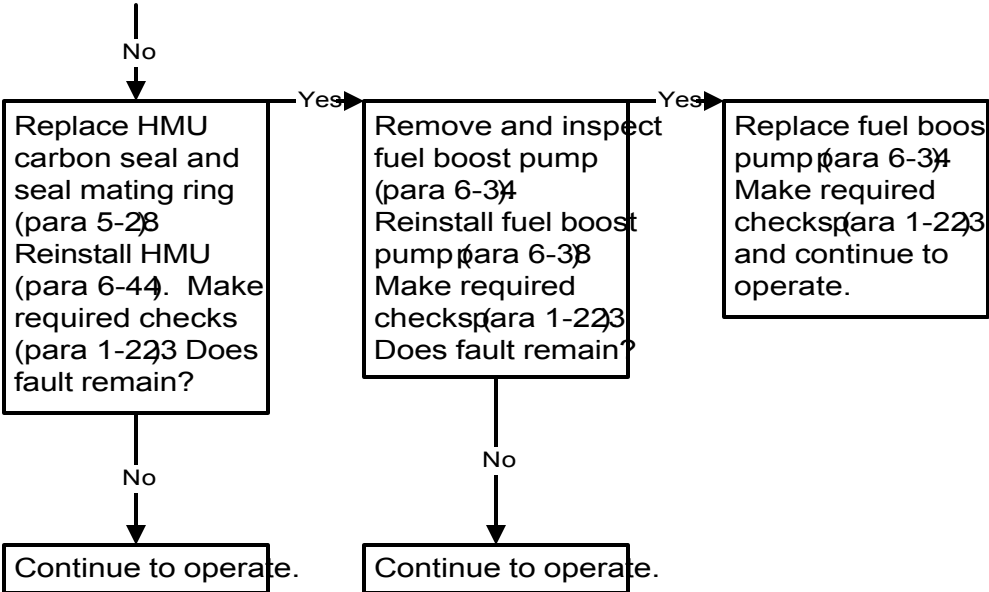 No
Replace HMU
carbon seal and
seal mating ring
(para 5-28)
Reinstall HMU
(para 6-44). Make
required checks
(para 1-223) Does
fault remain?
Yes
Remove and inspect
fuel boost pump
(para 6-34)
Reinstall fuel boost
pump (para 6-38)
Make required
checks (para 1-223)
Does fault remain?
Yes
Replace fuel boos
pump (para 6-34)
Make required
checks (para 1-223)
and continue to
operate.
No
No
Continue to operate.
Continue to operate.